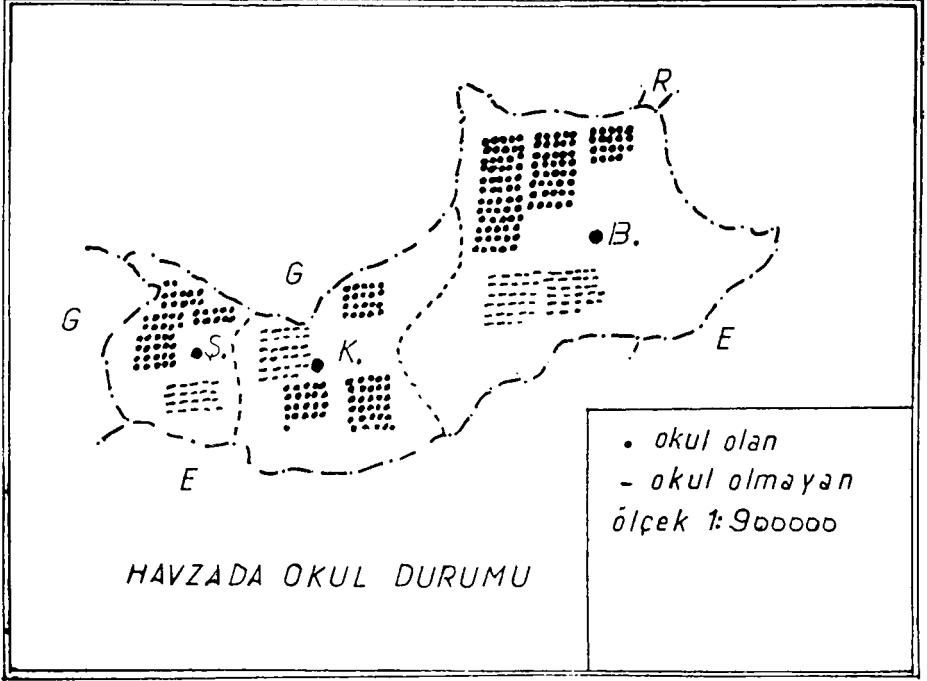 R
B.
G
G
Ş.
K.
E
E
• okul olan
- okul olmayan
ölçek 1:900000
HAVZADA OKUL DURUMU